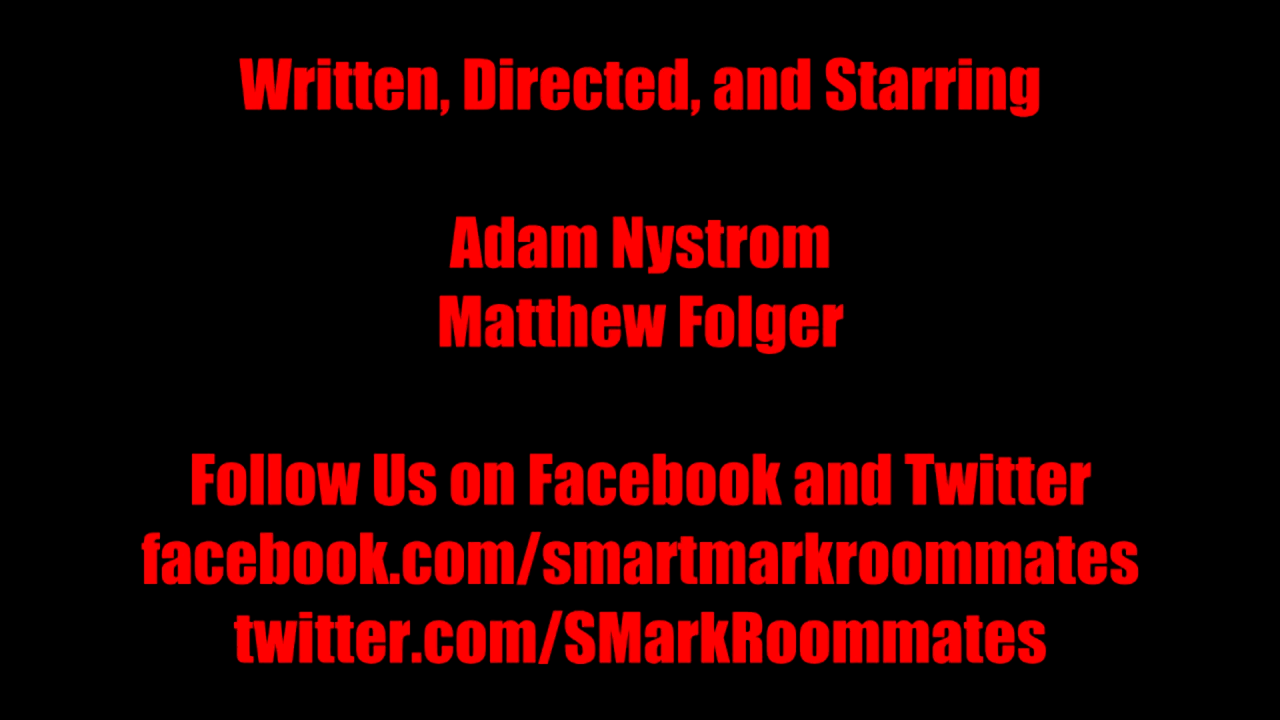 Written, Directed, and Starring
Adam Nystrom
Matthew Folger
Follow Us on Facebook and Twitter
facebook.com/smartmarkroommates
twitter.com/SMarkRoommates